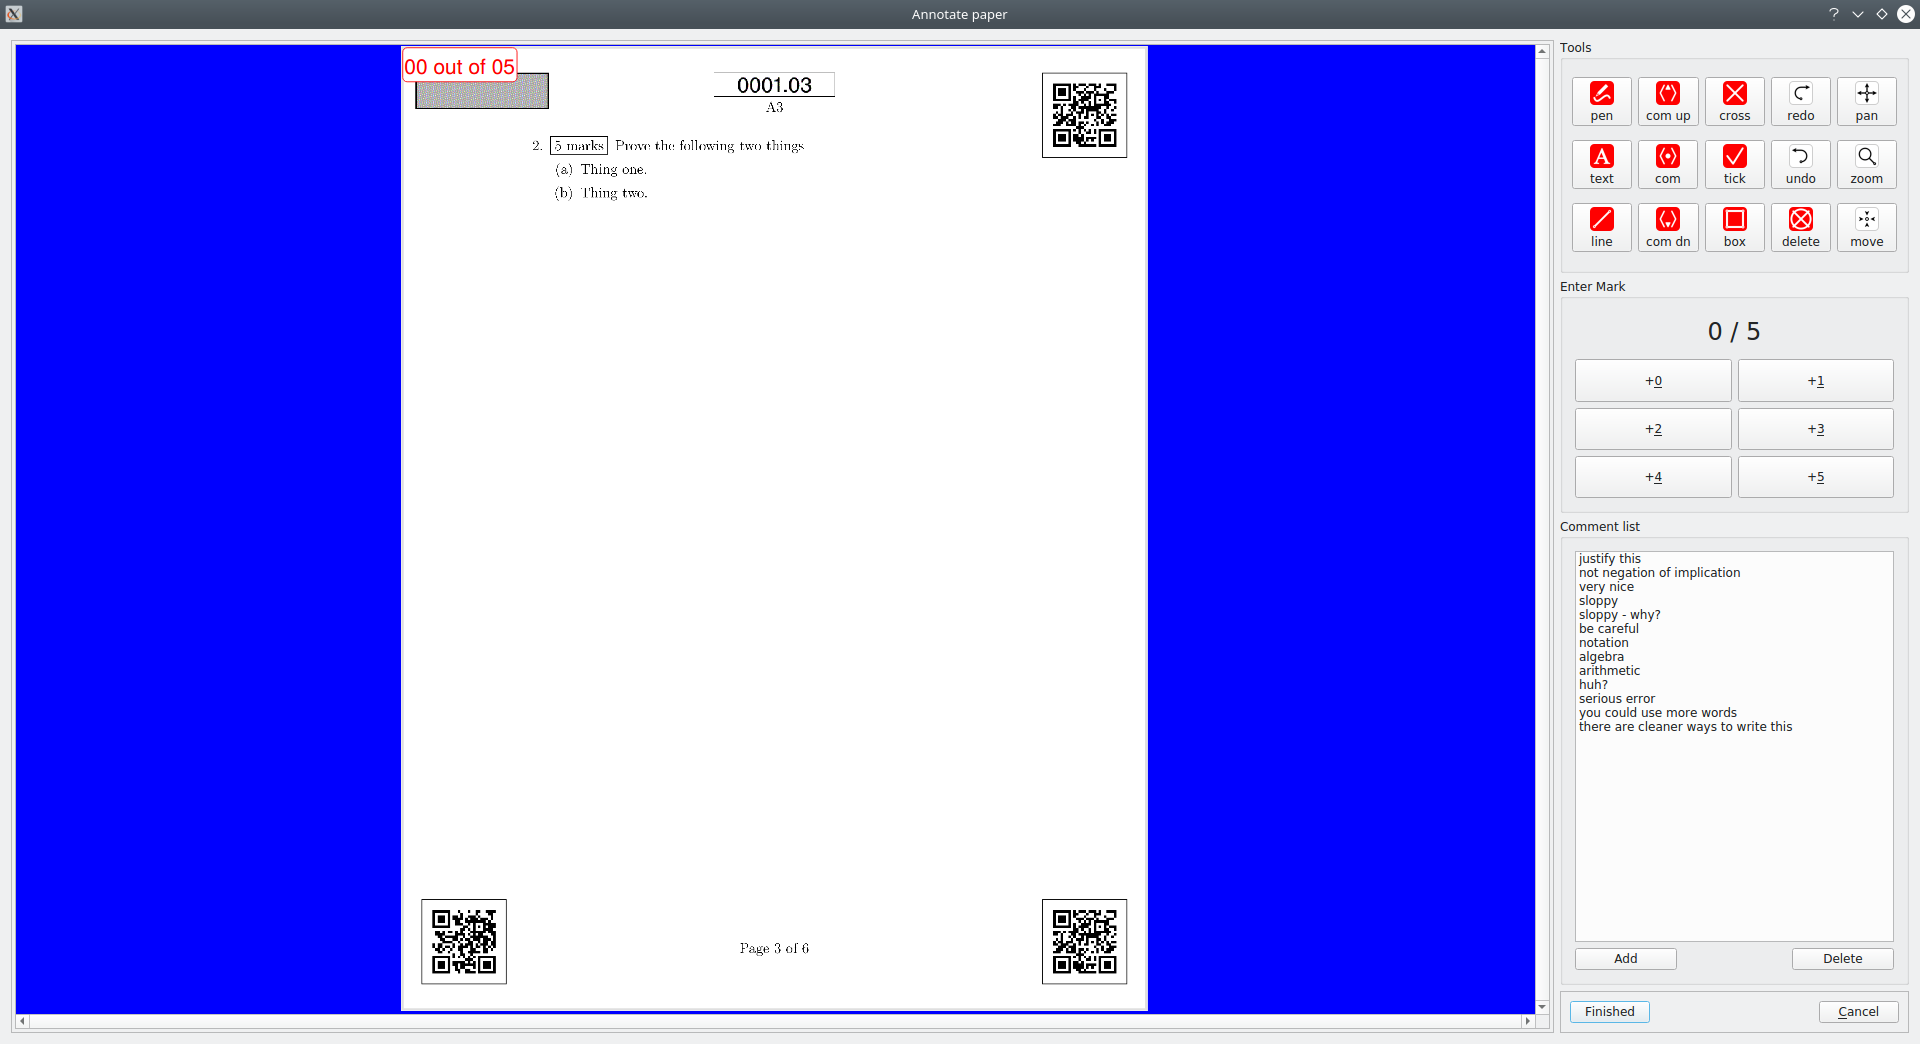 Annotate paper
00 out of 05
0001.03
A3
2. 5 marks Prove the following two things
(a) Thing one.
(b) Thing two.
Page 3 of 6
Tools
pen com up cross redo pan
text com tick undo zoom
line com dn box delete move
Enter Mark
0 / 5
+0 +1
+2 +3
+4 +5
Comment list
justify this
not negation of implication
very nice
sloppy
sloppy - why?
be careful
notation
algebra
arithmetic
huh?
serious error
you could use more words
there are cleaner ways to write this
Add Delete
Finished Cancel